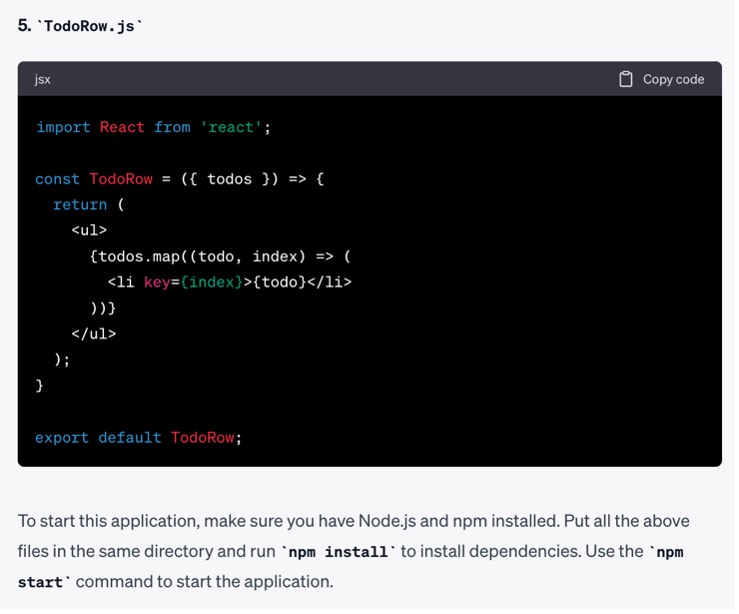 5. `TodoRow.js`
jsx
Copy code
import React from 'react';
const TodoRow = ({ todos }) => {
return (
<ul>
{todos.map((todo, index) => (
<li key={index}>{todo}</li>
))}
</ul>
);
}
export default TodoRow;
To start this application, make sure you have Node.js and npm installed. Put all the above
files in the same directory and run `npm install` to install dependencies. Use the `npm
start` command to start the application.